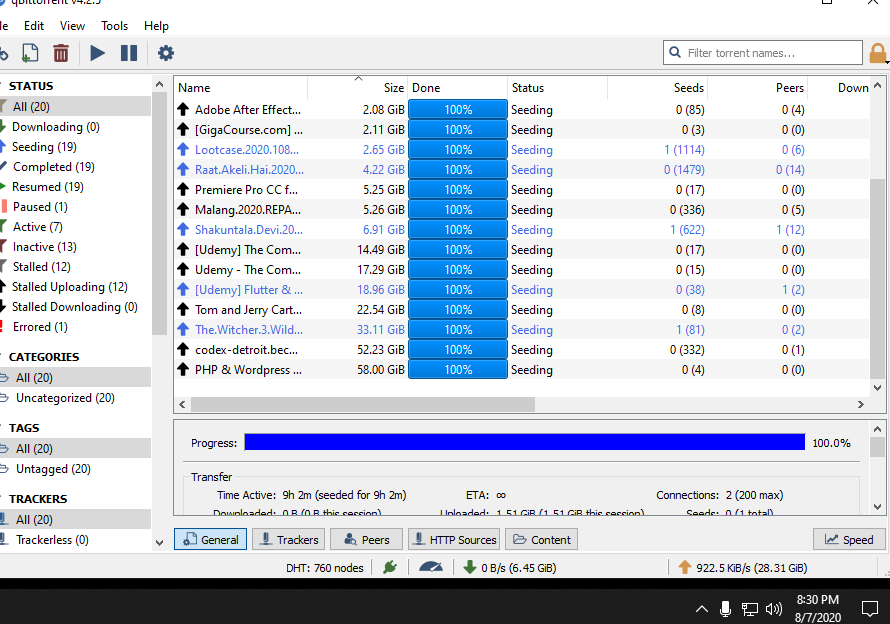 qBittorrent v4.2.5
le Edit View Tools Help
Filter torrent names...
STATUS
All (20)
Downloading (0)
Seeding (19)
Completed (19)
Resumed (19)
Paused (1)
Active (7)
Inactive (13)
Stalled (12)
Stalled Uploading (12)
Stalled Downloading (0)
Errored (1)
CATEGORIES
All (20)
Uncategorized (20)
TAGS
All (20)
Untagged (20)
TRACKERS
All (20)
Trackerless (0)
Name Size Done Status Seeds Peers Down
Adobe After Effect... 2.08 GiB 100% Seeding 0 (85) 0 (4)
[GigaCourse.com] ... 2.11 GiB 100% Seeding 0 (3) 0 (0)
Lootcase.2020.108... 2.65 GiB 100% Seeding 1 (1114) 0 (6)
Raat.Akeli.Hai.2020... 4.22 GiB 100% Seeding 0 (1479) 0 (14)
Premiere Pro CC f... 5.25 GiB 100% Seeding 0 (17) 0 (0)
Malang.2020.REPA... 5.26 GiB 100% Seeding 0 (336) 0 (5)
Shakuntala.Devi.20... 6.91 GiB 100% Seeding 1 (622) 1 (12)
[Udemy] The Com... 14.49 GiB 100% Seeding 0 (17) 0 (0)
Udemy - The Com... 17.29 GiB 100% Seeding 0 (15) 0 (0)
[Udemy] Flutter & ... 18.96 GiB 100% Seeding 0 (38) 1 (2)
Tom and Jerry Cart... 22.54 GiB 100% Seeding 0 (8) 0 (0)
The.Witcher.3.Wild... 33.11 GiB 100% Seeding 1 (81) 0 (2)
codex-detroit.bec... 52.23 GiB 100% Seeding 0 (332) 0 (1)
PHP & Wordpress ... 58.00 GiB 100% Seeding 0 (4) 0 (0)
Progress: 100.0%
Transfer
Time Active: 9h 2m (seeded for 9h 2m) ETA: ∞ Connections: 2 (200 max)
Downloaded: 0 B (0 B this session) Uploaded: 1.51 GiB (1.51 GiB this session) Seeds: 0 (1 total)
General Trackers Peers HTTP Sources Content Speed
DHT: 760 nodes 0 B/s (6.45 GiB) 922.5 KiB/s (28.31 GiB)
8:30 PM
8/7/2020